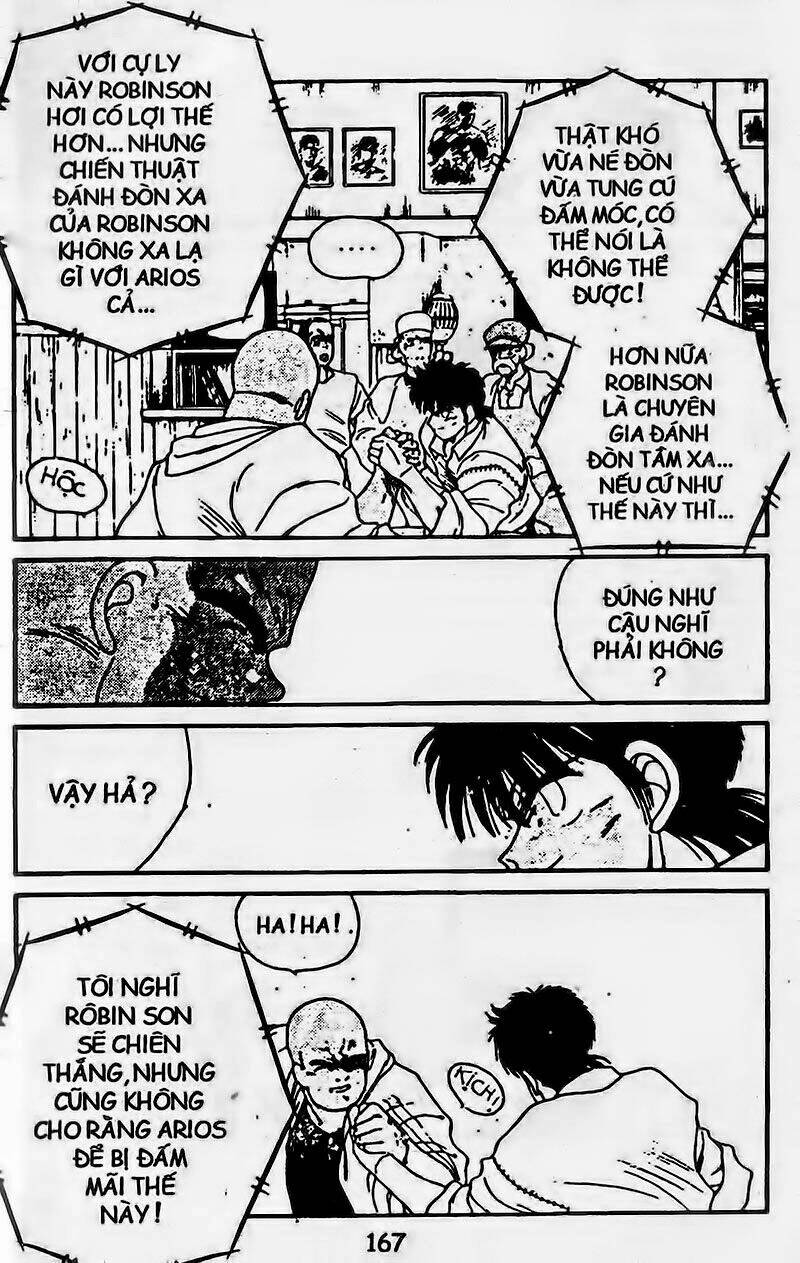 VỚI CỰ LY
NÀY ROBINSON
HƠI CÓ LỢI THẾ
HƠN... NHƯNG
CHIẾN THUẬT
ĐÁNH ĐÒN XA
CỦA ROBINSON
KHÔNG XA LẠ
GÌ VỚI ARIOS
CẢ...
....
THẬT KHÓ
VỪA NÉ ĐÒN
VỪA TUNG CÚ
ĐẤM MÓC, CÓ
THỂ NÓI LÀ
KHÔNG THỂ
ĐƯỢC!
HƠN NỮA
ROBINSON
LÀ CHUYÊN
GIA ĐÁNH
ĐÒN TẦM XA...
NẾU CỨ NHƯ
THẾ NÀY THÌ...
HỘC
ĐÚNG NHƯ
CẬU NGHĨ
PHẢI KHÔNG
?
VẬY HẢ?
HA! HA!.
TÔI NGHĨ
RÔBIN SON
SẼ CHIÊN
THẮNG, NHƯNG
CŨNG KHÔNG
CHO RẰNG ARIOS
ĐỂ BỊ ĐẤM
MÃI THẾ
NÀY!
KỊCH!
167